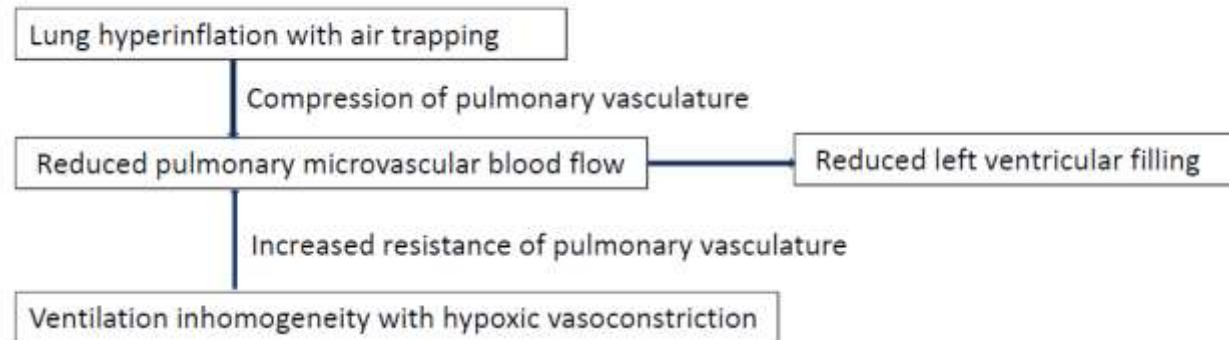 Lung hyperinflation with air trapping
Compression of pulmonary vasculature
Reduced pulmonary microvascular blood flow
Reduced left ventricular filling
Increased resistance of pulmonary vasculature
Ventilation inhomogeneity with hypoxic vasoconstriction